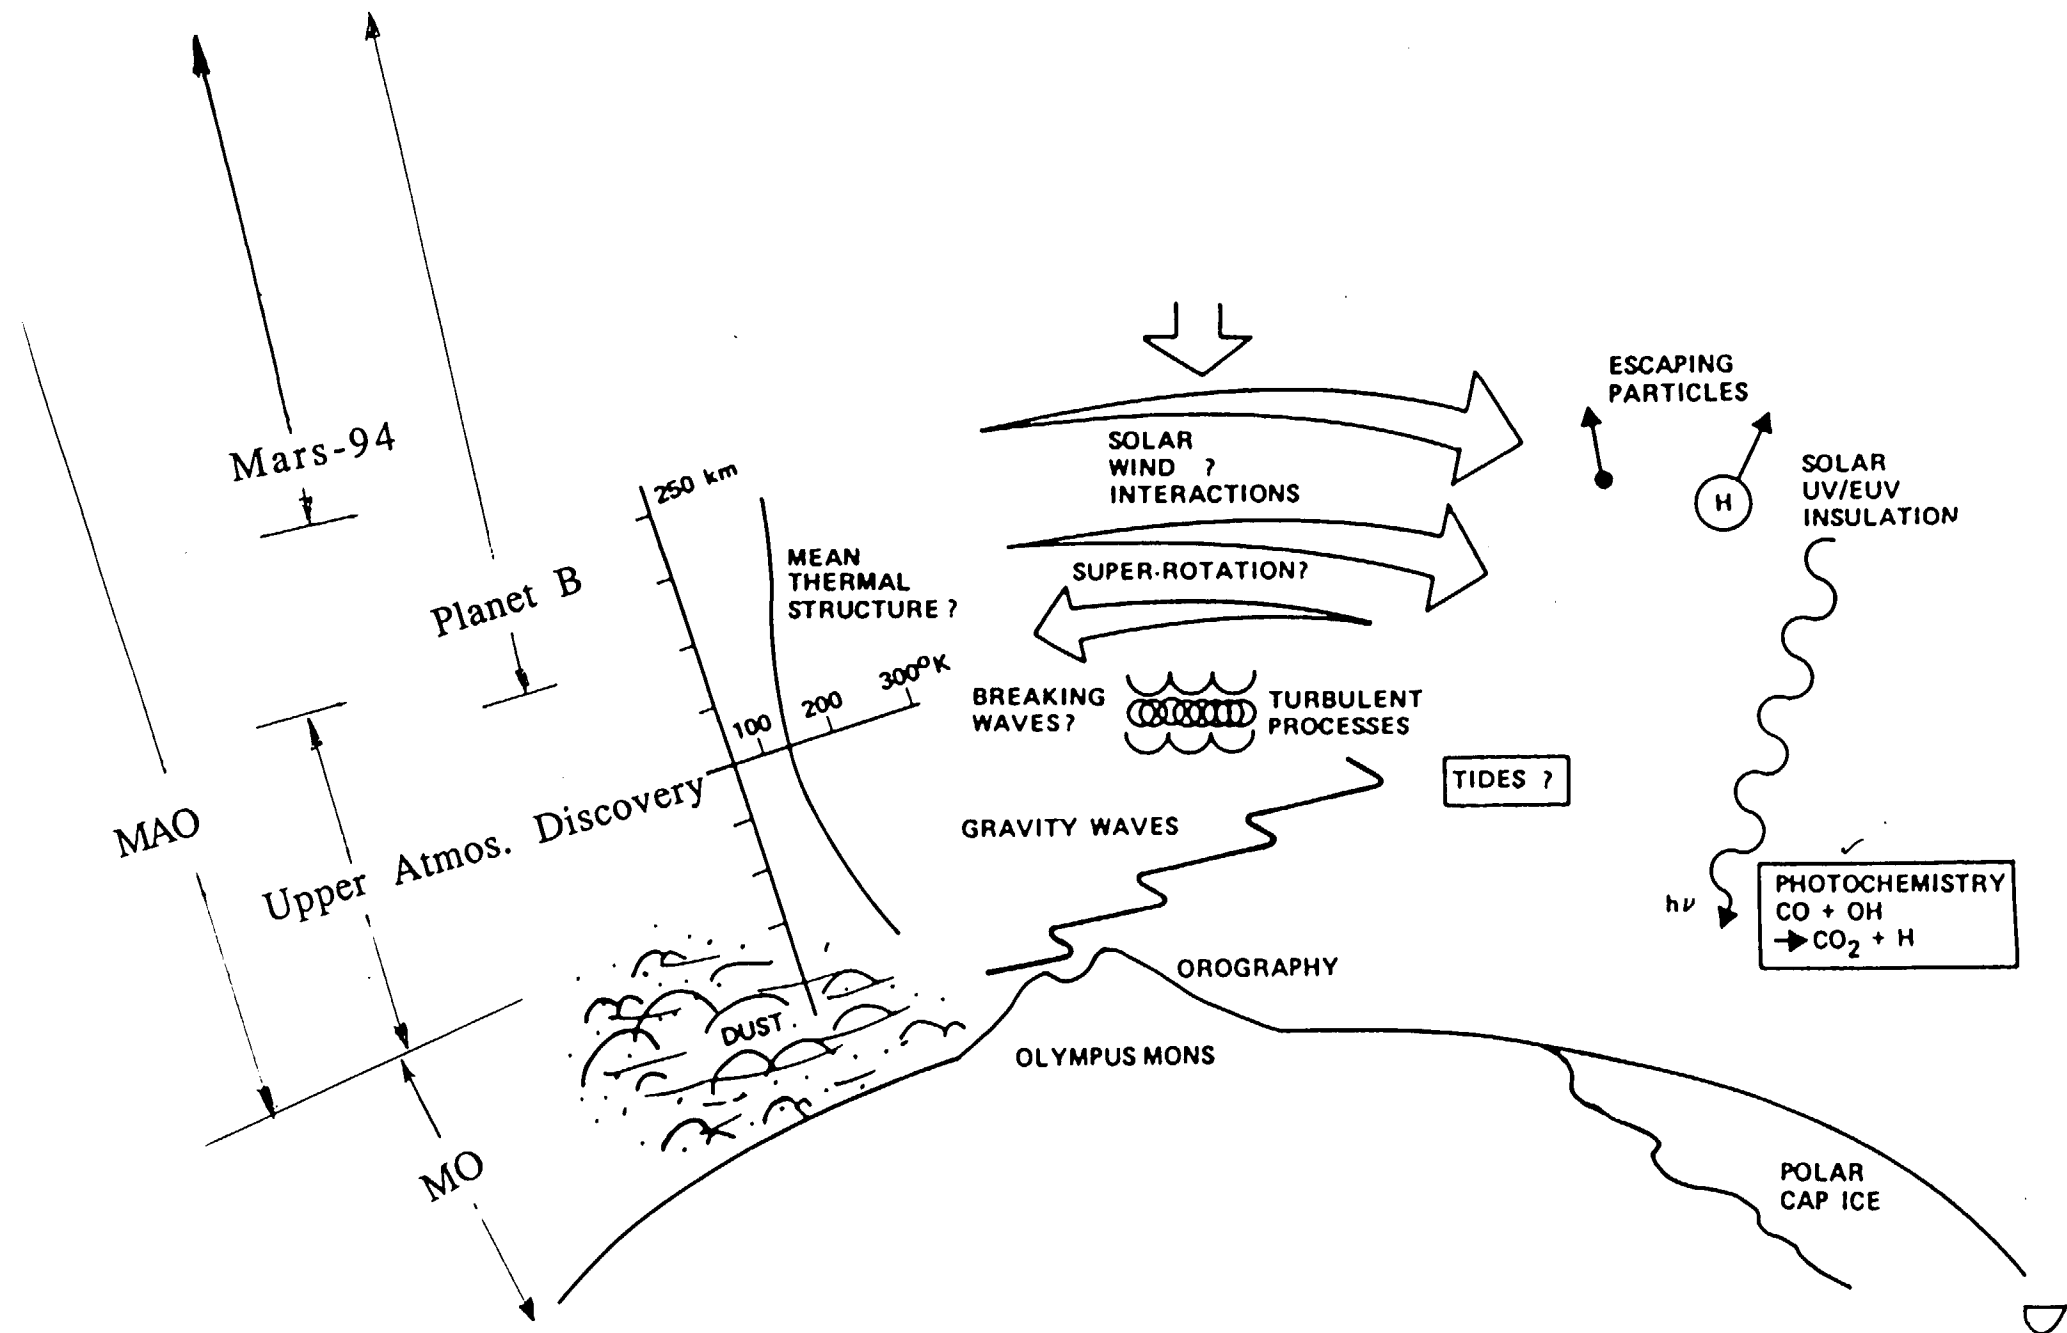 Mars-94
Planet B
MAO
Upper Atmos. Discovery
MO
250 km
MEAN
THERMAL
STRUCTURE ?
100
200
300°K
DUST
SOLAR
WIND ?
INTERACTIONS
SUPER-ROTATION?
BREAKING
WAVES?
TURBULENT
PROCESSES
GRAVITY WAVES
TIDES ?
ESCAPING
PARTICLES
H
SOLAR
UV/EUV
INSULATION
hν
PHOTOCHEMISTRY
CO + OH
→ CO₂ + H
OROGRAPHY
OLYMPUS MONS
POLAR
CAP ICE